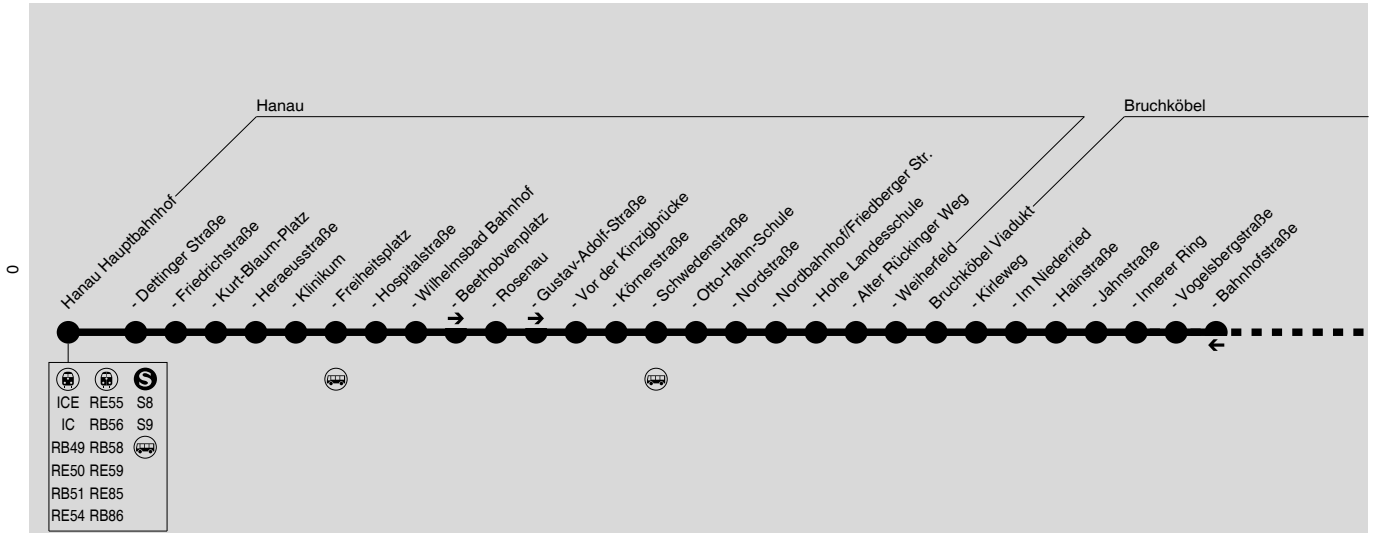 Hanau
Bruchköbel
Hanau Hauptbahnhof
- Dettinger Straße
- Friedrichstraße
- Kurt-Blaum-Platz
- Heraeusstraße
- Klinikum
- Freiheitsplatz
- Hospitalstraße
- Wilhelmsbad Bahnhof
- Beethobvenplatz
- Rosenau
- Gustav-Adolf-Straße
- Vor der Kinzigbrücke
- Körnerstraße
- Schwedenstraße
- Otto-Hahn-Schule
- Nordstraße
- Nordbahnhof/Friedberger Str.
- Hohe Landesschule
- Alter Rückinger Weg
- Weiherfeld
Bruchköbel Viadukt
- Kirleweg
- Im Niederried
- Hainstraße
- Jahnstraße
- Innerer Ring
- Vogelsbergstraße
- Bahnhofstraße
0
S
ICE RE55 S8
IC RB56 S9
RB49 RB58
RE50 RE59
RB51 RE85
RE54 RB86